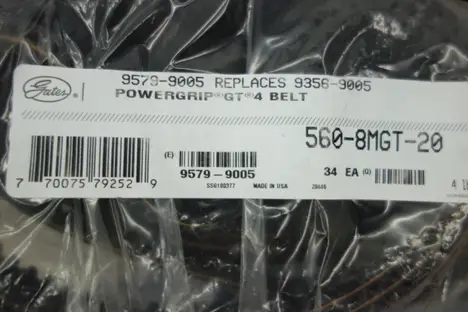 9579-9005 REPLACES 9356-9005
POWERGRIP® GT® 4 BELT
Gates®
560-8MGT-20
(E)
34 EA (Q)
7 70075 79252 9
9579-9005
MADE IN USA